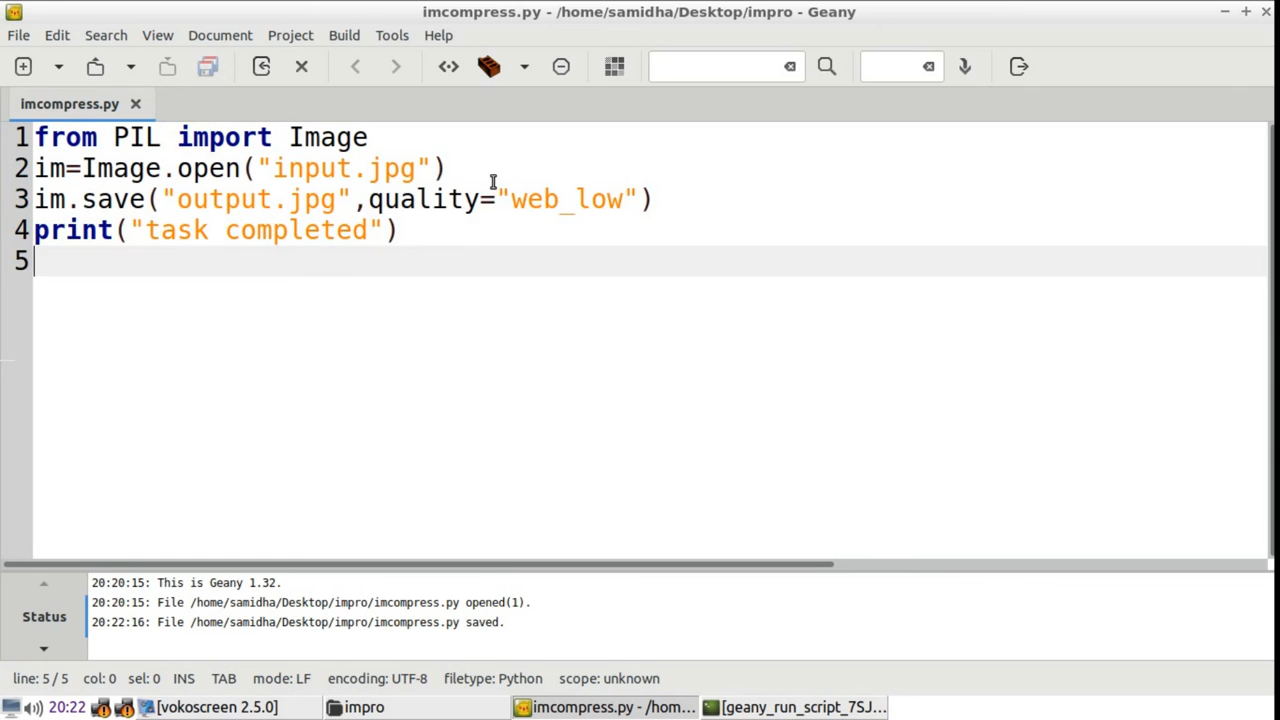 imcompress.py - /home/samidha/Desktop/impro - Geany
File Edit Search View Document Project Build Tools Help
imcompress.py
1 from PIL import Image
2 im=Image.open("input.jpg")
3 im.save("output.jpg",quality="web_low")
4 print("task completed")
5
20:20:15: This is Geany 1.32.
20:20:15: File /home/samidha/Desktop/impro/imcompress.py opened(1).
Status
20:22:16: File /home/samidha/Desktop/impro/imcompress.py saved.
line: 5 / 5 col: 0 sel: 0 INS TAB mode: LF encoding: UTF-8 filetype: Python scope: unknown
20:22 [vokoscreen 2.5.0] impro imcompress.py - /hom... [geany_run_script_7SJ...